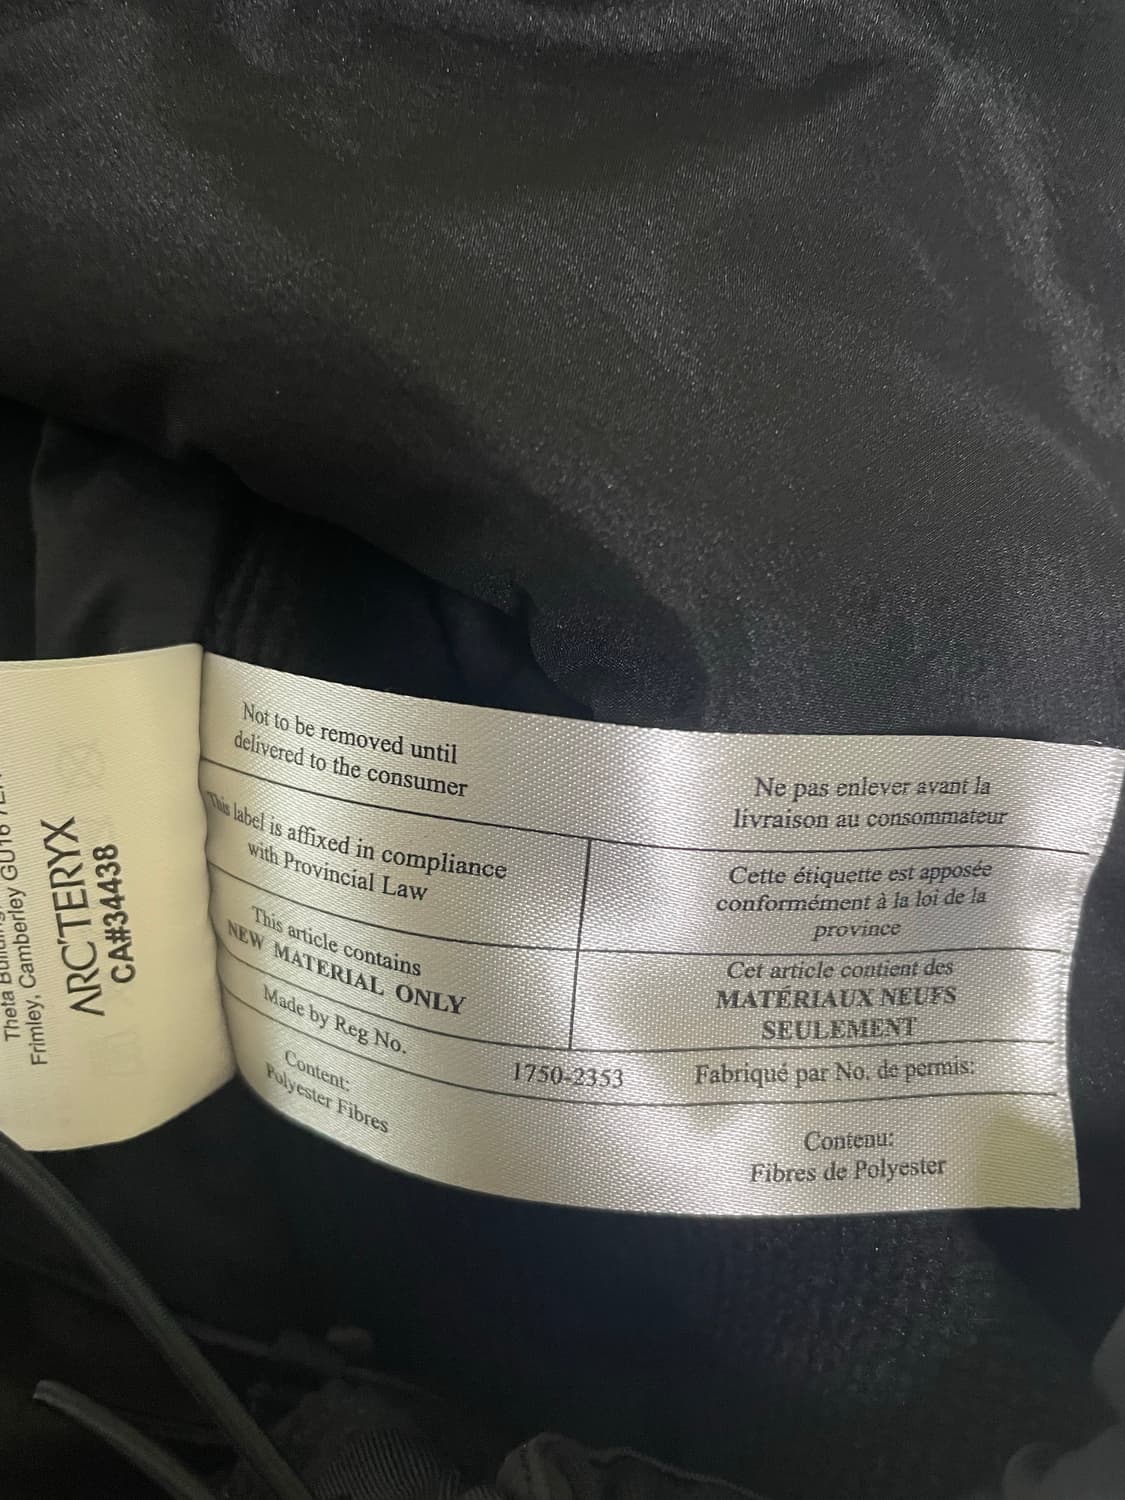 Frimley, Camberley GU16
ARC'TERYX
CA#34438
Not to be removed until
delivered to the consumer
Ne pas enlever avant la
livraison au consommateur
This label is affixed in compliance
with Provincial Law
Cette étiquette est apposée
conformément à la loi de la
province
This article contains
NEW MATERIAL ONLY
Cet article contient des
MATÉRIAUX NEUFS
SEULEMENT
Made by Reg No.
1750-2353
Fabriqué par No. de permis:
Content:
Polyester Fibres
Contenu:
Fibres de Polyester